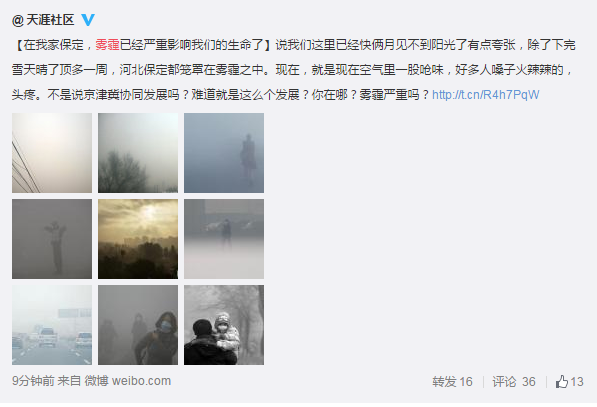 @天涯社区
【在我家保定，雾霾已经严重影响我们的生命了】说我们这里已经快俩月见不到阳光了有点夸张，除了下完
雪天晴了顶多一周，河北保定都笼罩在雾霾之中。现在，就是现在空气里一股呛味，好多人嗓子火辣辣的，
头疼。不是说京津冀协同发展吗？难道就是这么个发展？你在哪？雾霾严重吗？http://t.cn/R4h7PqW
9分钟前 来自 微博 weibo.com 转发 16 评论 36 13